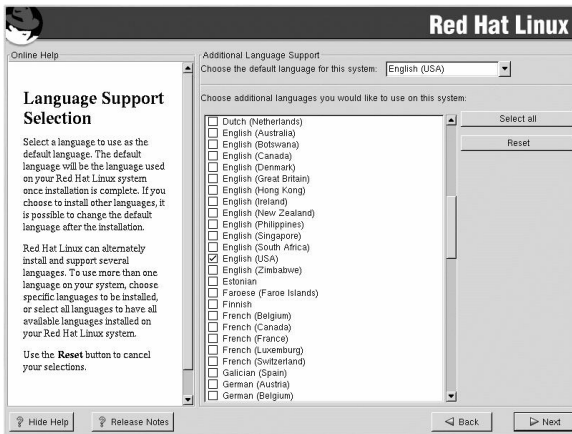 Red Hat Linux
Online Help
Language Support
Selection
Select a language to use as the
default language. The default
language will be the language used
on your Red Hat Linux system
once installation is complete. If you
choose to install other languages, it
is possible to change the default
language after the installation.
Red Hat Linux can alternately
install and support several
languages. To use more than one
language on your system, choose
specific languages to be installed,
or select all languages to have all
available languages installed on
your Red Hat Linux system.
Use the Reset button to cancel
your selections.
Additional Language Support
Choose the default language for this system: English (USA)
Choose additional languages you would like to use on this system:
Dutch (Netherlands)
English (Australia)
English (Botswana)
English (Canada)
English (Denmark)
English (Great Britain)
English (Hong Kong)
English (Ireland)
English (New Zealand)
English (Philippines)
English (Singapore)
English (South Africa)
English (USA)
English (Zimbabwe)
Estonian
Faroese (Faroe Islands)
Finnish
French (Belgium)
French (Canada)
French (France)
French (Luxemburg)
French (Switzerland)
Galician (Spain)
German (Austria)
German (Belgium)
Select all
Reset
Hide Help
Release Notes
Back
Next